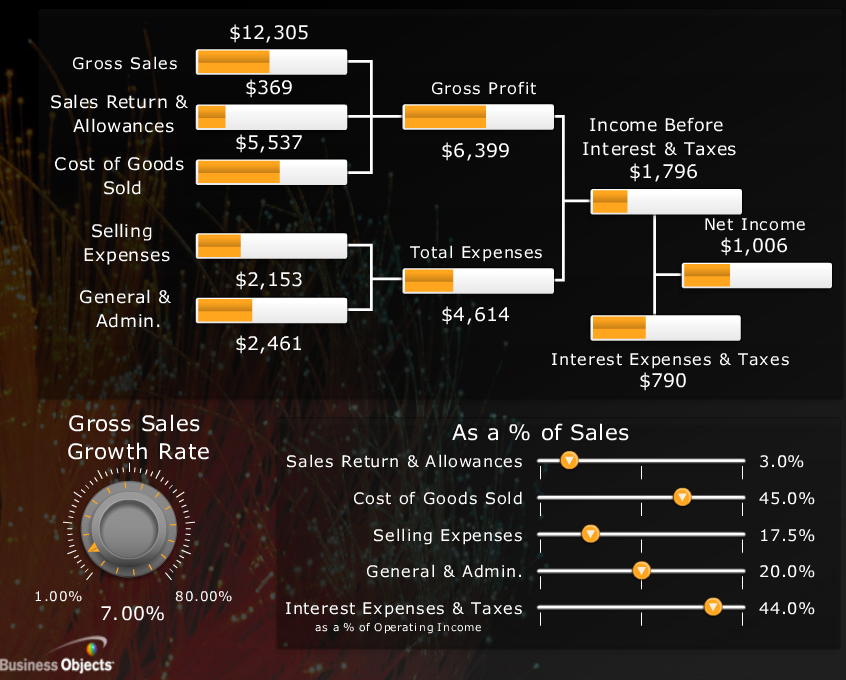 $12,305
Gross Sales
$369
Sales Return &
Allowances
$5,537
Cost of Goods
Sold
Gross Profit
$6,399
Income Before
Interest & Taxes
$1,796
Selling
Expenses
$2,153
General &
Admin.
$2,461
Total Expenses
$4,614
Net Income
$1,006
Interest Expenses & Taxes
$790
Gross Sales
Growth Rate
1.00%
80.00%
7.00%
As a % of Sales
Sales Return & Allowances 3.0%
Cost of Goods Sold 45.0%
Selling Expenses 17.5%
General & Admin. 20.0%
Interest Expenses & Taxes 44.0%
as a % of Operating Income
Business Objects